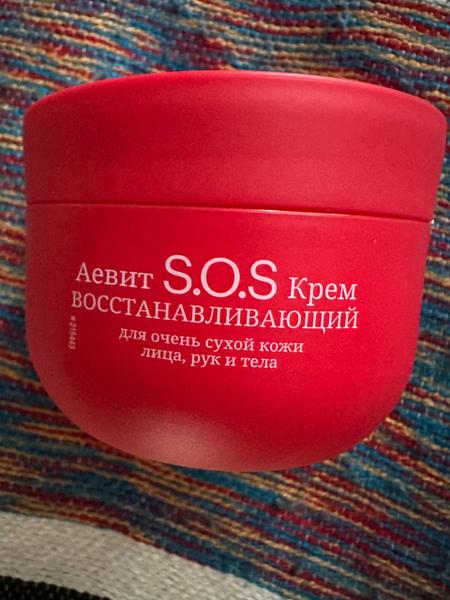 Аевит S.O.S Крем
ВОССТАНАВЛИВАЮЩИЙ
для очень сухой кожи
лица, рук и тела